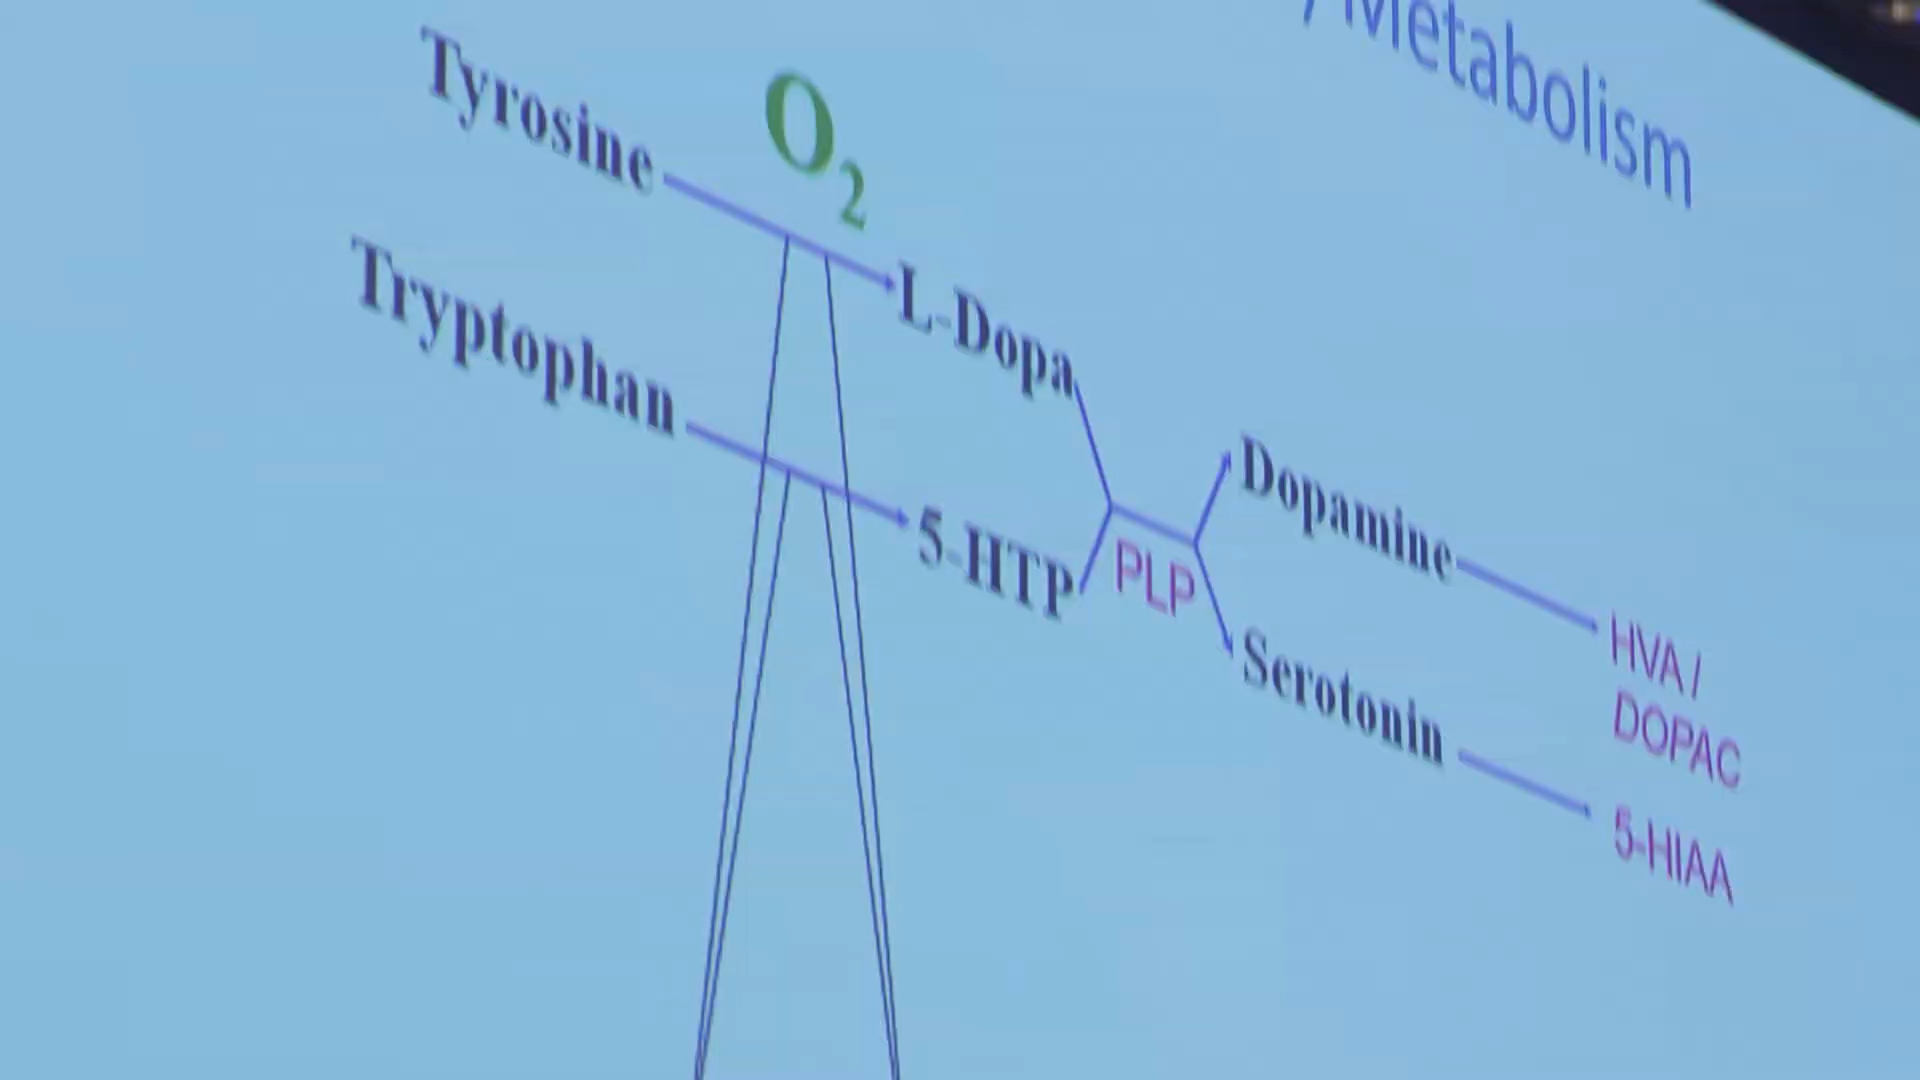 /Metabolism
Tyrosine
O2
L-Dopa
Tryptophan
5-HTP
PLP
Dopamine
Serotonin
HVA/
DOPAC
5-HIAA